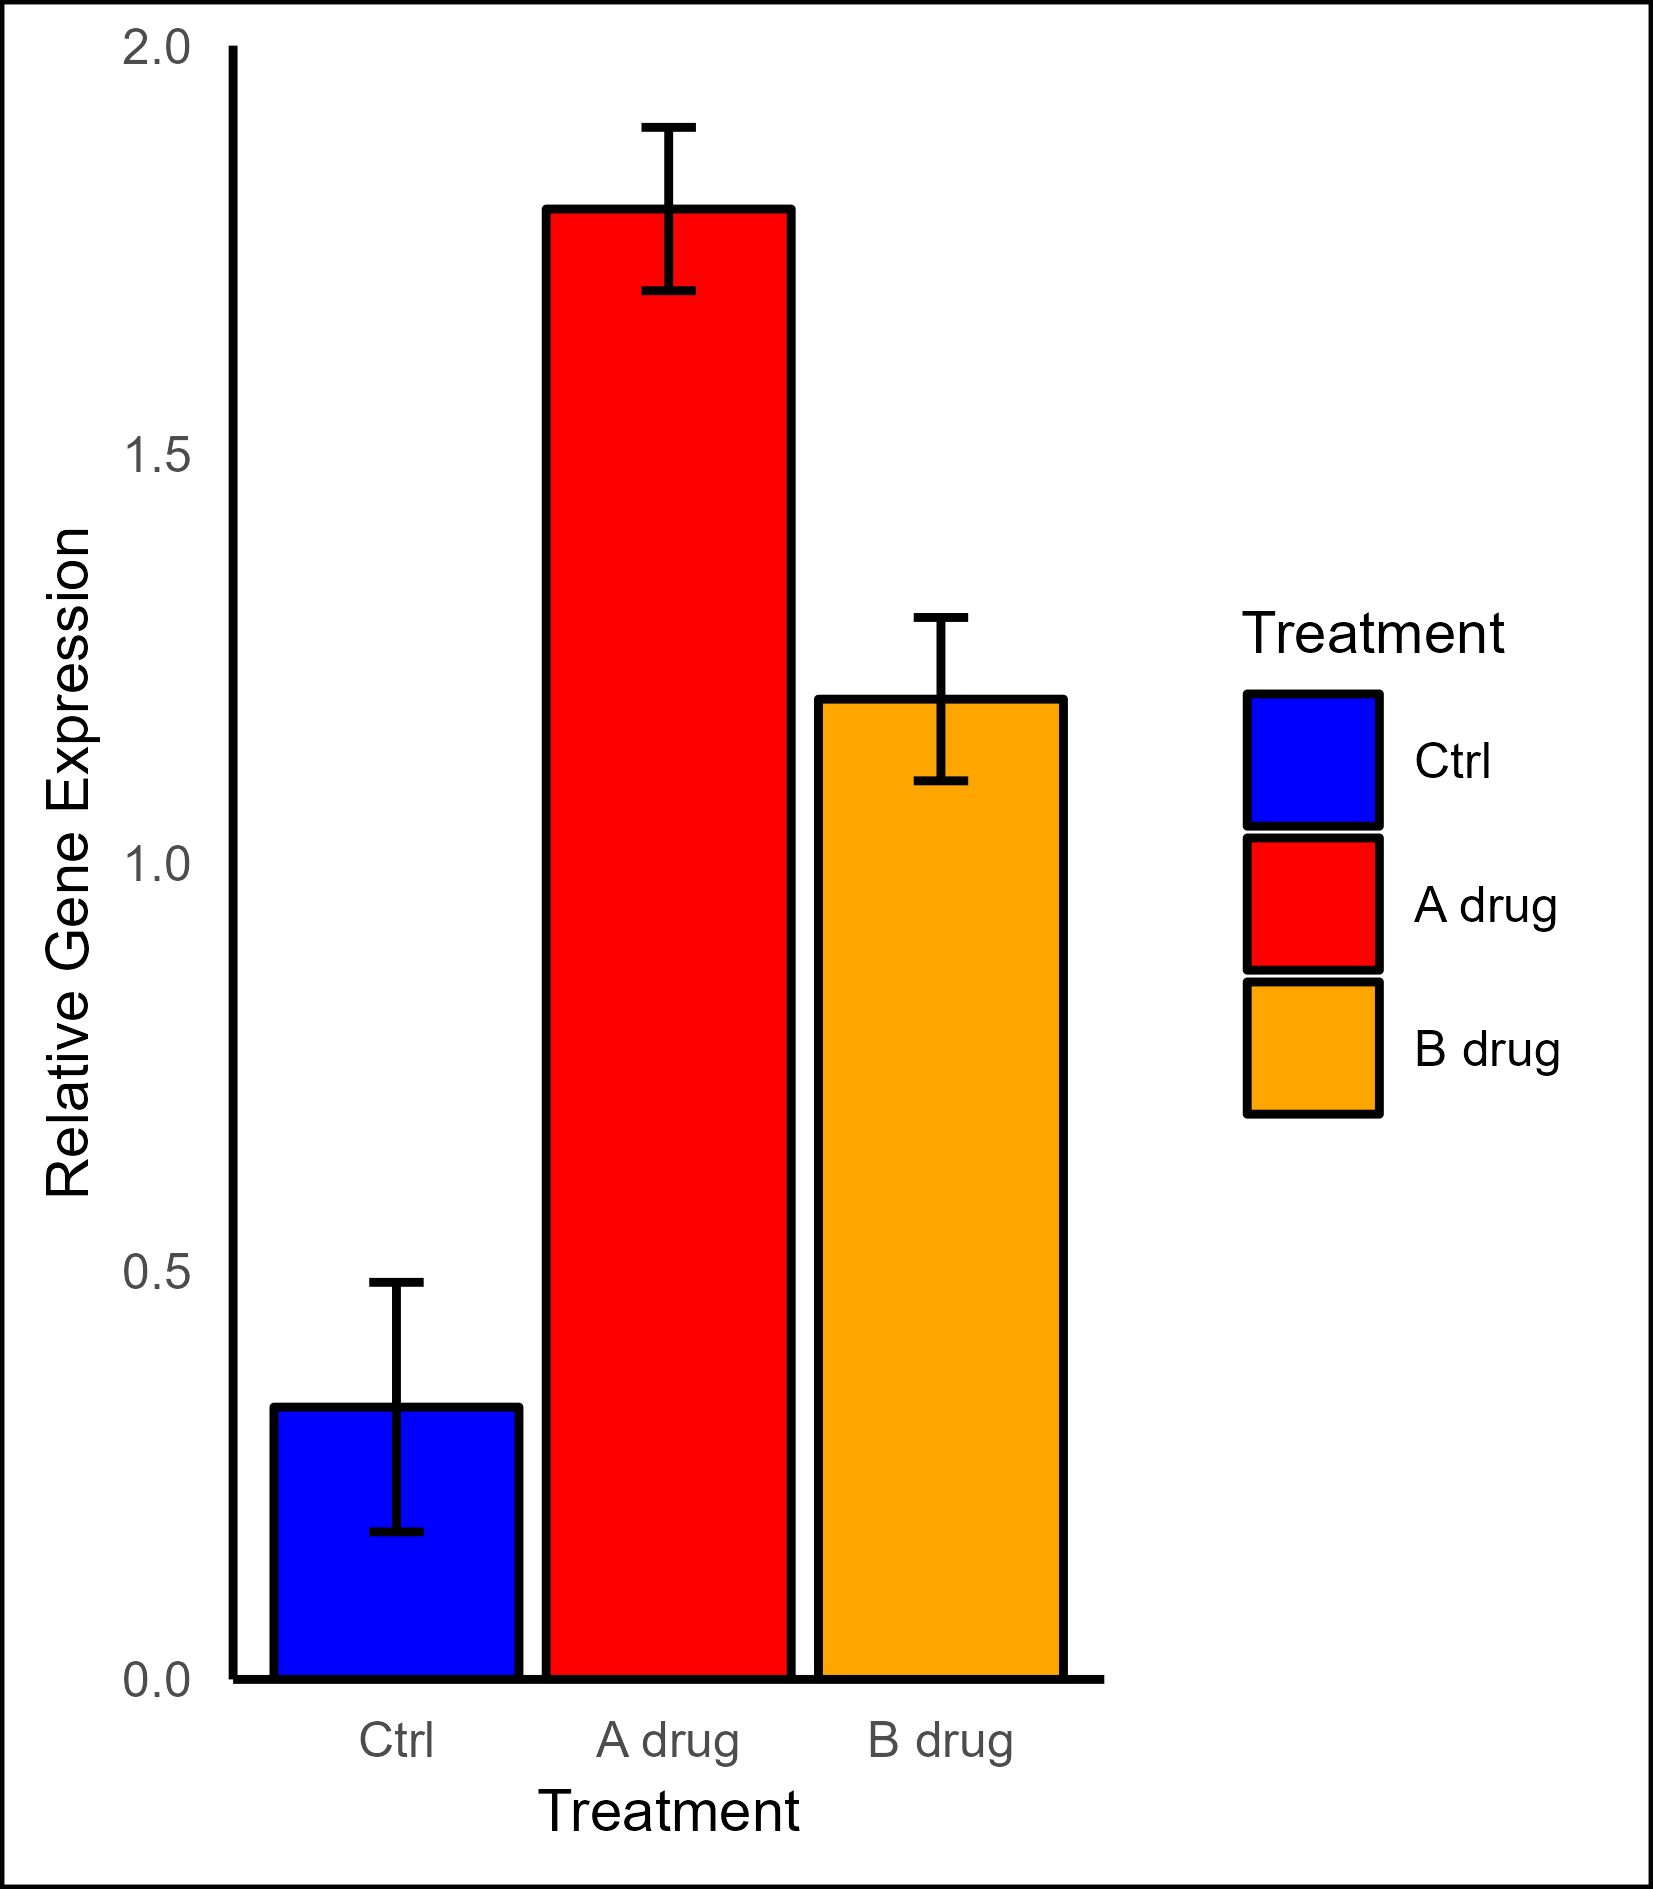 2.0
1.5
1.0
0.5
0.0
Relative Gene Expression
Ctrl
A drug
B drug
Treatment
Treatment
Ctrl
A drug
B drug